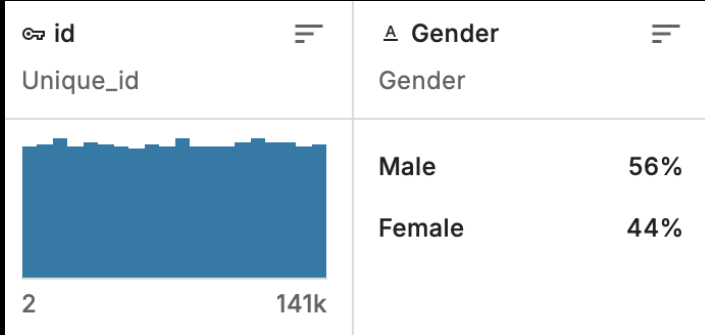 id
Unique_id
2 141k
A Gender
Gender
Male 56%
Female 44%